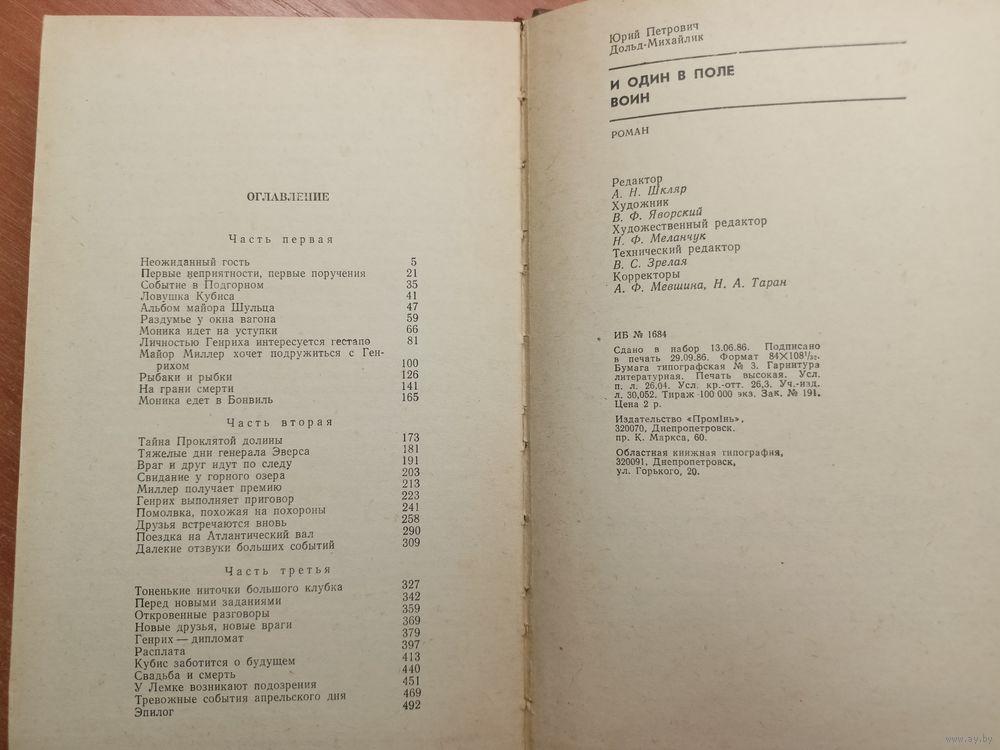 ОГЛАВЛЕНИЕ
Часть первая
Неожиданный гость 5
Первые неприятности, первые поручения 21
Событие в Подгорном 35
Ловушка Кубиса 41
Альбом майора Шульца 47
Раздумье у окна вагона 59
Моника идет на уступки 66
Личностью Генриха интересуется гестапо 81
Майор Миллер хочет подружиться с Ген-
рихом 100
Рыбаки и рыбки 126
На грани смерти 141
Моника едет в Бонвиль 165
Часть вторая
Тайна Проклятой долины 173
Тяжелые дни генерала Эверса 181
Враг и друг идут по следу 191
Свидание у горного озера 203
Миллер получает премию 213
Генрих выполняет приговор 223
Помолвка, похожая на похороны 241
Друзья встречаются вновь 258
Поездка на Атлантический вал 290
Далекие отзвуки больших событий 309
Часть третья
Тоненькие ниточки большого клубка 327
Перед новыми заданиями 342
Откровенные разговоры 359
Новые друзья, новые враги 369
Генрих — дипломат 379
Расплата 397
Кубис заботится о будущем 413
Свадьба и смерть 440
У Лемке возникают подозрения 451
Тревожные события апрельского дня 469
Эпилог 492
Юрий Петрович
Дольд-Михайлик
И ОДИН В ПОЛЕ
ВОИН
РОМАН
Редактор
А. Н. Шкляр
Художник
В. Ф. Яворский
Художественный редактор
Н. Ф. Меланчук
Технический редактор
В. С. Зрелая
Корректоры
А. Ф. Мевшина, Н. А. Таран
ИБ № 1684
Сдано в набор 13.06.86. Подписано
в печать 29.09.86. Формат 84×108¹/₃₂.
Бумага типографская № 3. Гарнитура
литературная. Печать высокая. Усл.
п. л. 26,04. Усл. кр.-отт. 26,3. Уч.-изд.
л. 30,052. Тираж 100 000 экз. Зак. № 191.
Цена 2 р.
Издательство «Промінь»,
320070, Днепропетровск.
пр. К. Маркса, 60.
Областная книжная типография,
320091, Днепропетровск,
ул. Горького, 20.
www.ay.by